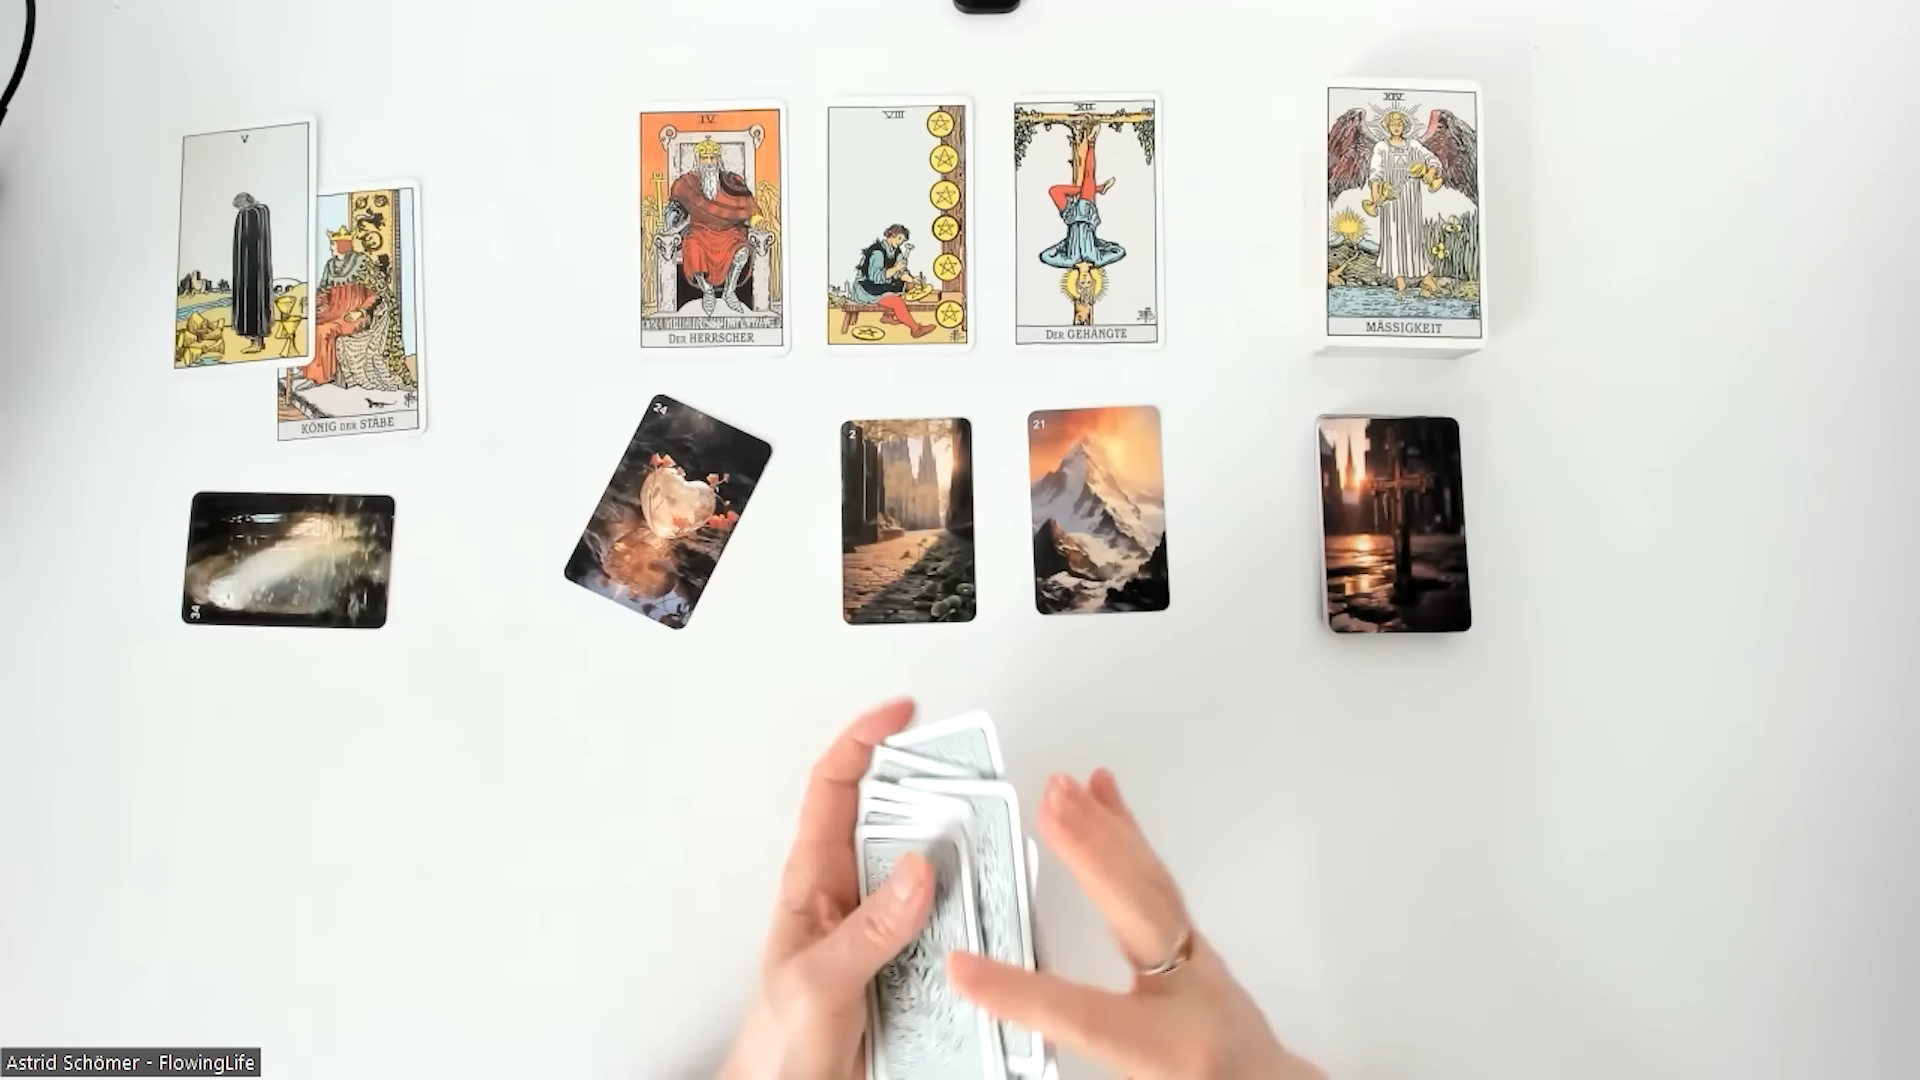 V
KÖNIG DER STÄBE
34
IV
DER HERRSCHER
VIII
XII
DER GEHÄNGTE
XIV
MÄSSIGKEIT
24
2
21
Astrid Schömer - FlowingLife